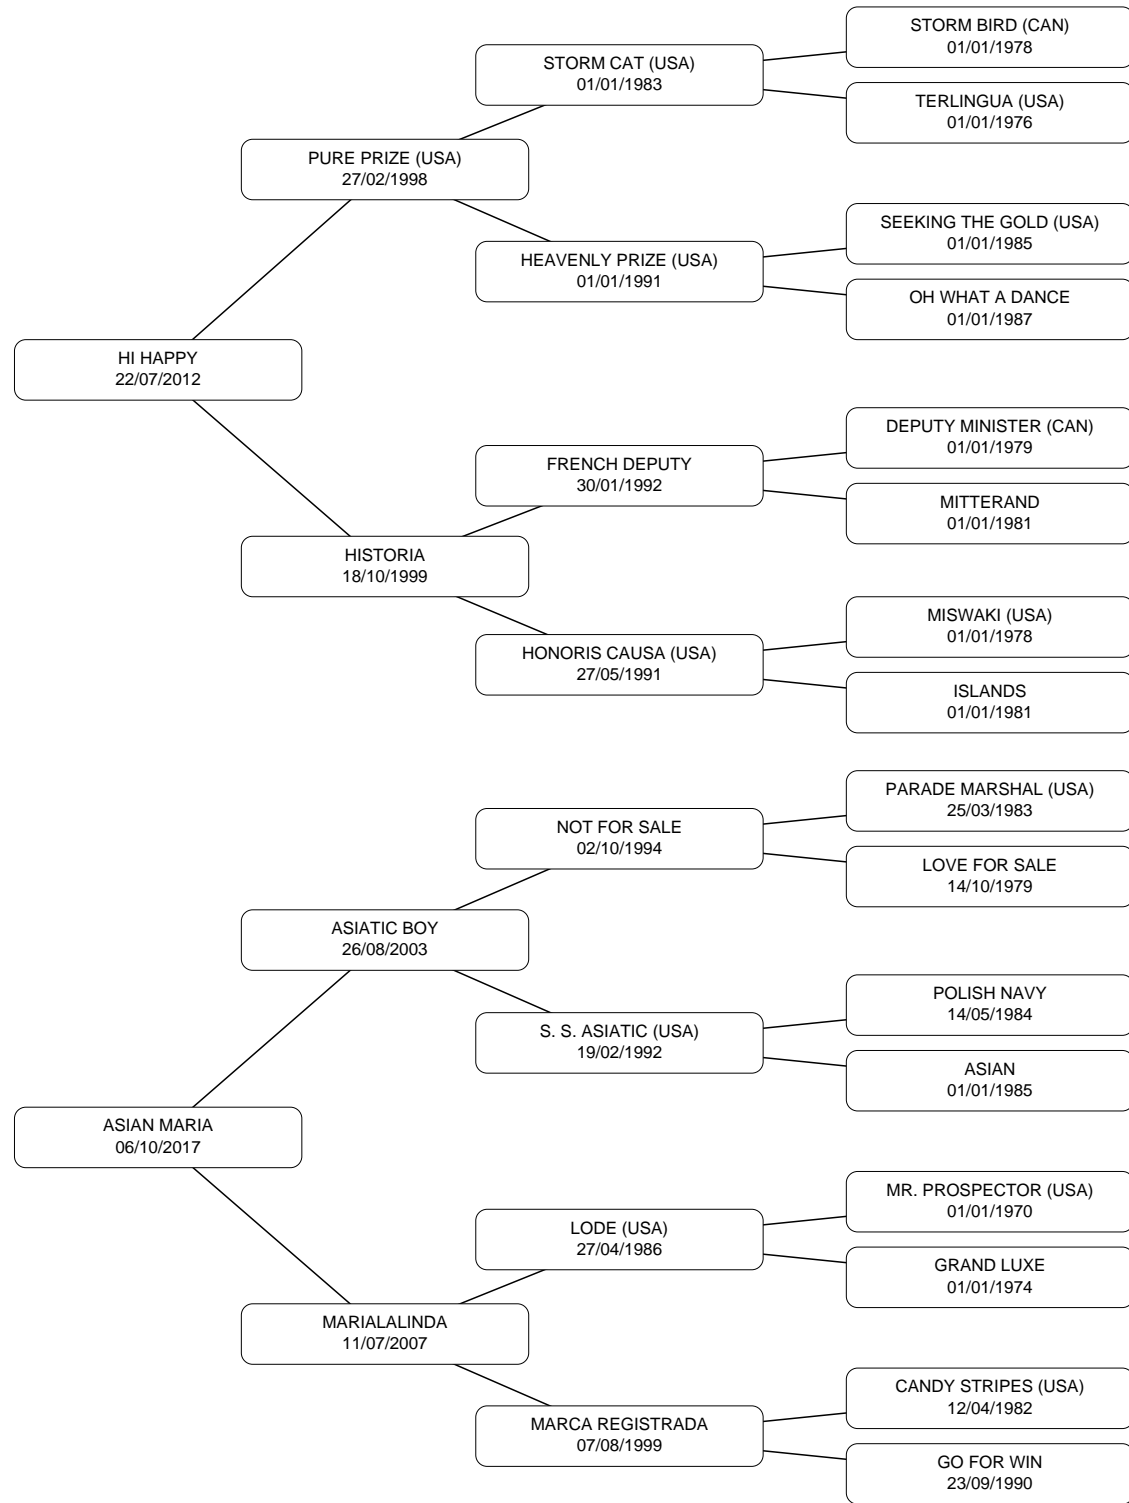 STORM BIRD (CAN)
01/01/1978
STORM CAT (USA)
01/01/1983
TERLINGUA (USA)
01/01/1976
PURE PRIZE (USA)
27/02/1998
SEEKING THE GOLD (USA)
01/01/1985
HEAVENLY PRIZE (USA)
01/01/1991
OH WHAT A DANCE
01/01/1987
HI HAPPY
22/07/2012
DEPUTY MINISTER (CAN)
01/01/1979
FRENCH DEPUTY
30/01/1992
MITTERAND
01/01/1981
HISTORIA
18/10/1999
MISWAKI (USA)
01/01/1978
HONORIS CAUSA (USA)
27/05/1991
ISLANDS
01/01/1981
PARADE MARSHAL (USA)
25/03/1983
NOT FOR SALE
02/10/1994
LOVE FOR SALE
14/10/1979
ASIATIC BOY
26/08/2003
POLISH NAVY
14/05/1984
S. S. ASIATIC (USA)
19/02/1992
ASIAN
01/01/1985
ASIAN MARIA
06/10/2017
MR. PROSPECTOR (USA)
01/01/1970
LODE (USA)
27/04/1986
GRAND LUXE
01/01/1974
MARIALALINDA
11/07/2007
CANDY STRIPES (USA)
12/04/1982
MARCA REGISTRADA
07/08/1999
GO FOR WIN
23/09/1990